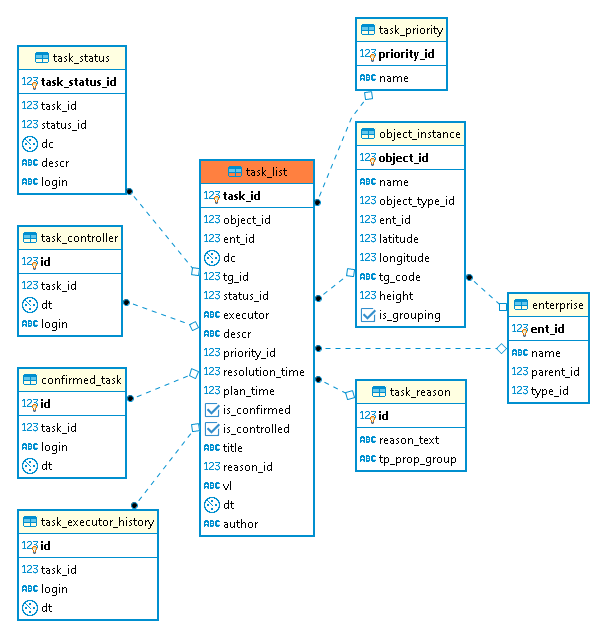 task_status
123 task_status_id
123 task_id
123 status_id
dc
ABC descr
ABC login
task_controller
123 id
123 task_id
dt
ABC login
confirmed_task
123 id
123 task_id
ABC login
dt
task_executor_history
123 id
123 task_id
ABC login
dt
task_list
123 task_id
123 object_id
123 ent_id
dc
123 tg_id
123 status_id
ABC executor
ABC descr
123 priority_id
123 resolution_time
123 plan_time
is_confirmed
is_controlled
ABC title
123 reason_id
ABC vl
dt
ABC author
task_priority
123 priority_id
ABC name
object_instance
123 object_id
ABC name
123 object_type_id
123 ent_id
123 latitude
123 longitude
ABC tg_code
123 height
is_grouping
task_reason
123 id
ABC reason_text
ABC tp_prop_group
enterprise
123 ent_id
ABC name
123 parent_id
123 type_id